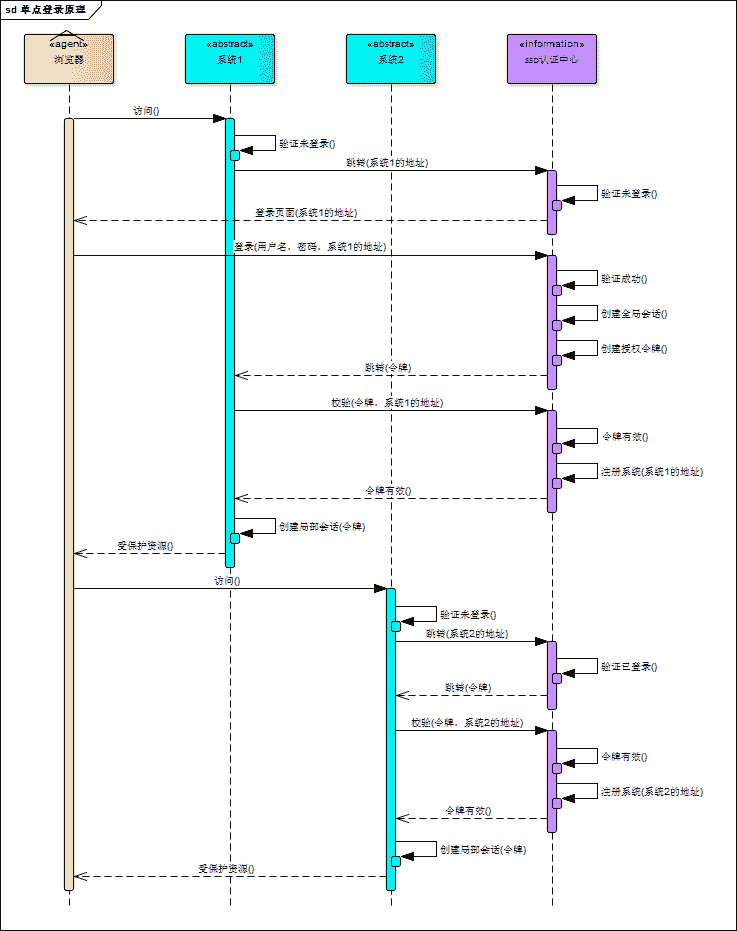 sd 单点登录原理
«agent»
浏览器
«abstract»
系统1
«abstract»
系统2
«information»
sso认证中心
访问()
验证未登录()
跳转(系统1的地址)
验证未登录()
登录页面(系统1的地址)
登录(用户名，密码，系统1的地址)
验证成功()
创建全局会话()
创建授权令牌()
跳转(令牌)
校验(令牌，系统1的地址)
令牌有效()
注册系统(系统1的地址)
令牌有效()
创建局部会话(令牌)
受保护资源()
访问()
验证未登录()
跳转(系统2的地址)
验证已登录()
跳转(令牌)
校验(令牌，系统2的地址)
令牌有效()
注册系统(系统2的地址)
令牌有效()
创建局部会话(令牌)
受保护资源()